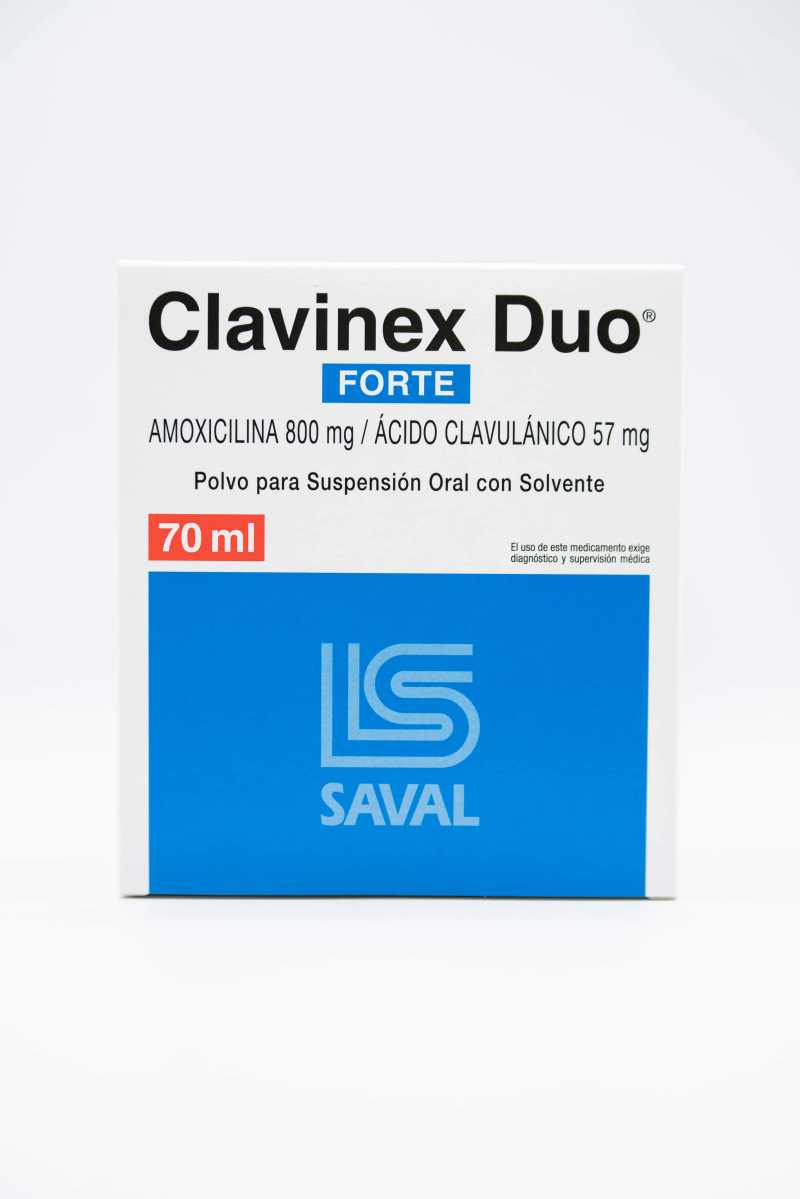 Clavinex Duo®
FORTE
AMOXICILINA 800 mg / ÁCIDO CLAVULÁNICO 57 mg
Polvo para Suspensión Oral con Solvente
70 ml
El uso de este medicamento exige
diagnóstico y supervisión médica
LS
SAVAL